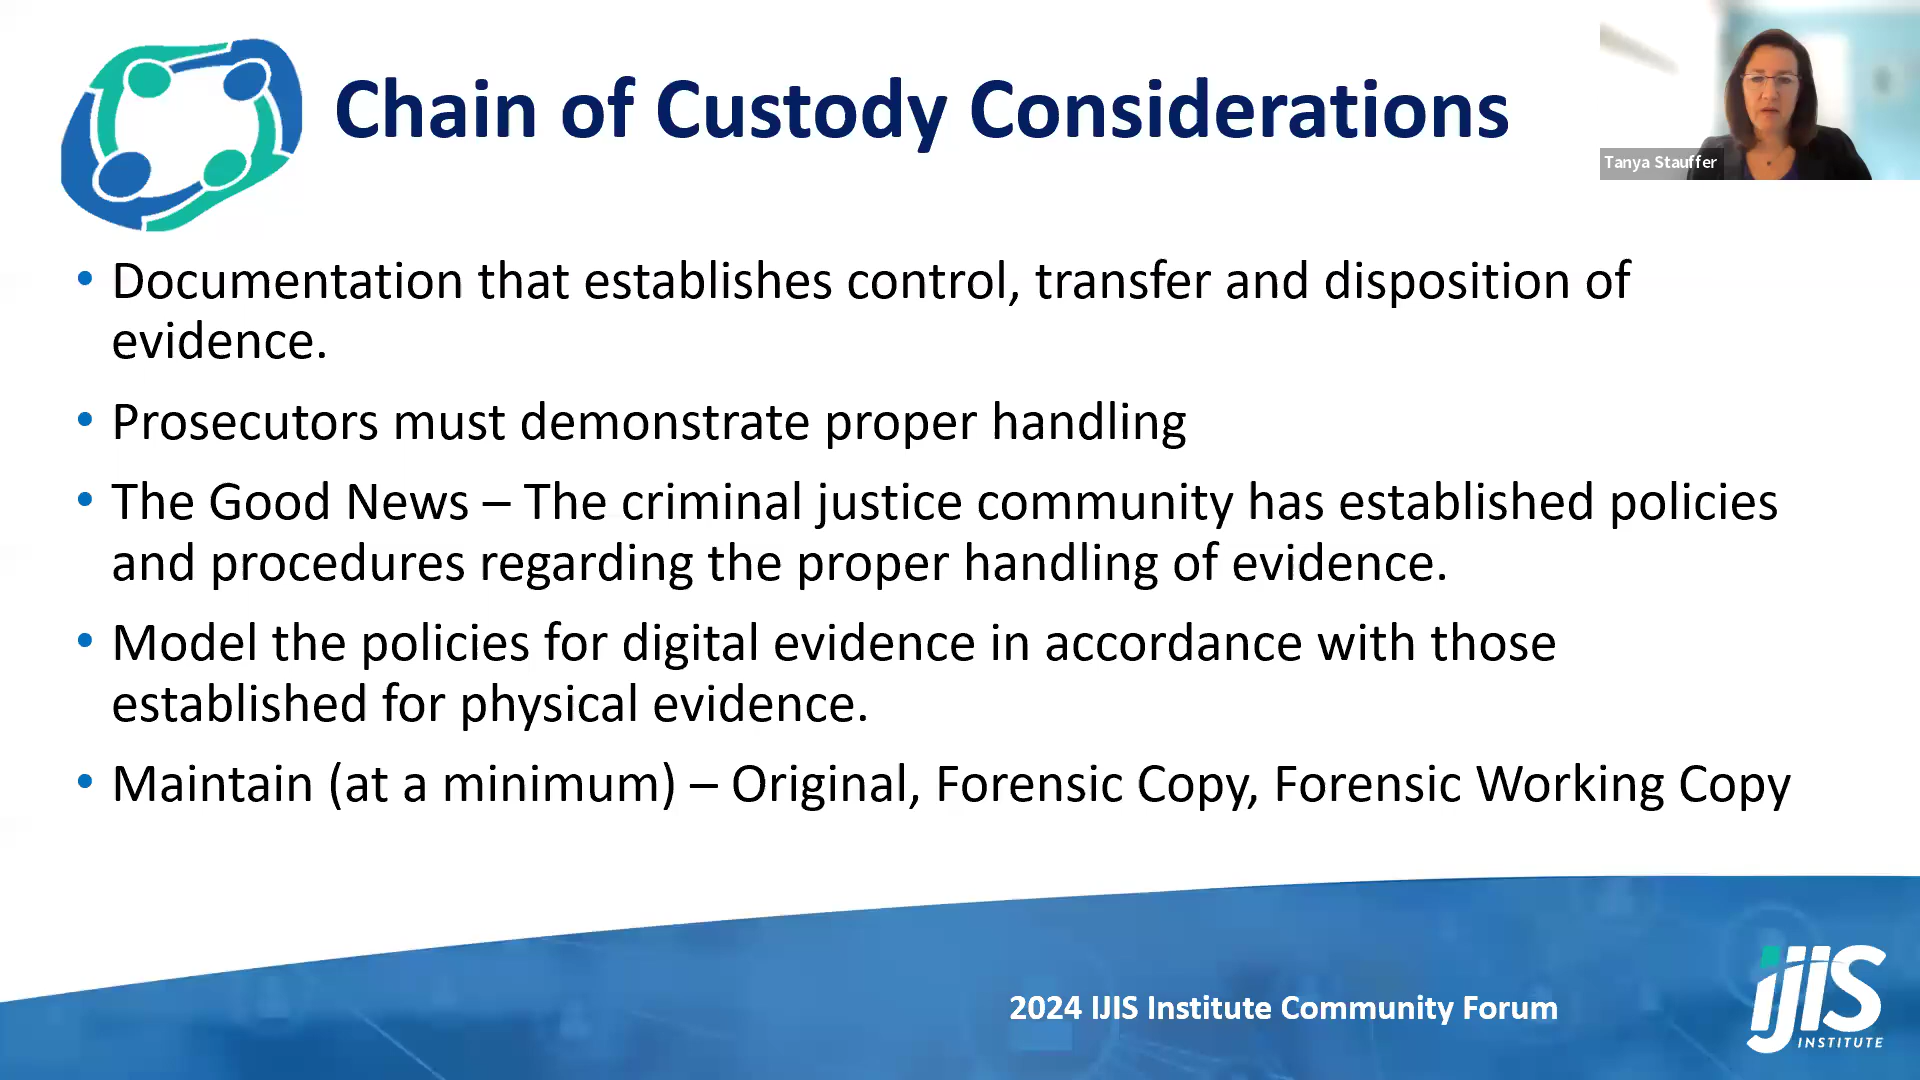 Chain of Custody Considerations
Tanya Stauffer
• Documentation that establishes control, transfer and disposition of
evidence.
• Prosecutors must demonstrate proper handling
• The Good News – The criminal justice community has established policies
and procedures regarding the proper handling of evidence.
• Model the policies for digital evidence in accordance with those
established for physical evidence.
• Maintain (at a minimum) – Original, Forensic Copy, Forensic Working Copy
2024 IJIS Institute Community Forum
IJIS
INSTITUTE